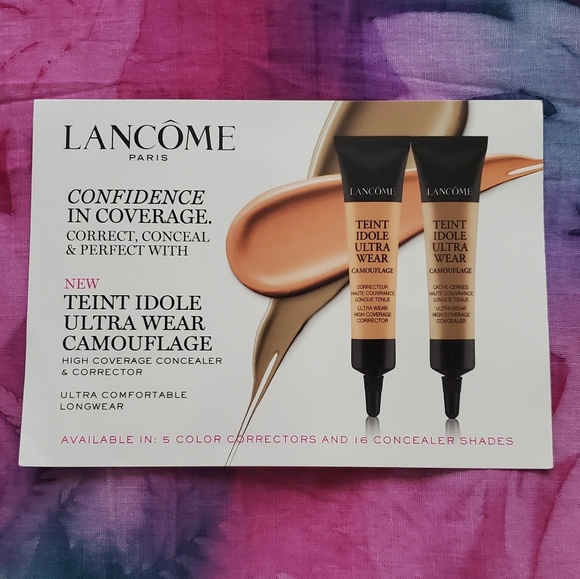 LANCÔME
PARIS
CONFIDENCE
IN COVERAGE.
CORRECT, CONCEAL
& PERFECT WITH
NEW
TEINT IDOLE
ULTRA WEAR
CAMOUFLAGE
HIGH COVERAGE CONCEALER
& CORRECTOR
ULTRA COMFORTABLE
LONGWEAR
LANCÔME
TEINT
IDOLE
ULTRA
WEAR
CAMOUFLAGE
CORRECTEUR
HAUTE COUVRANCE
LONGUE TENUE
ULTRA WEAR
HIGH COVERAGE
CORRECTOR
LANCÔME
TEINT
IDOLE
ULTRA
WEAR
CAMOUFLAGE
CACHE-CERNES
HAUTE COUVRANCE
LONGUE TENUE
ULTRA WEAR
HIGH COVERAGE
CONCEALER
AVAILABLE IN: 5 COLOR CORRECTORS AND 16 CONCEALER SHADES